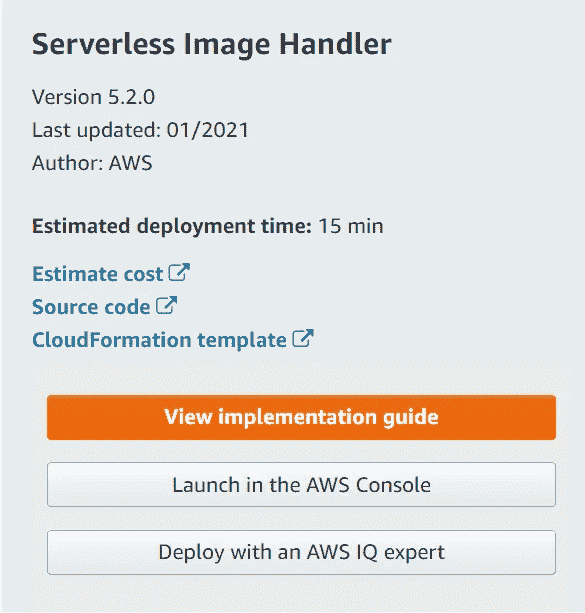 Serverless Image Handler
Version 5.2.0
Last updated: 01/2021
Author: AWS
Estimated deployment time: 15 min
Estimate cost
Source code
CloudFormation template
View implementation guide
Launch in the AWS Console
Deploy with an AWS IQ expert